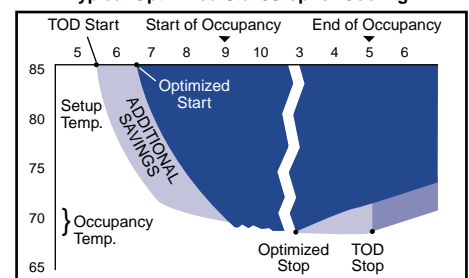 TOD Start Start of Occupancy End of Occupancy
5 6 7 8 9 10 3 4 5 6
85
Optimized
Start
Setup
Temp.
80
ADDITIONAL
SAVINGS
75
70
} Occupancy
Temp.
65
Optimized
Stop
TOD
Stop